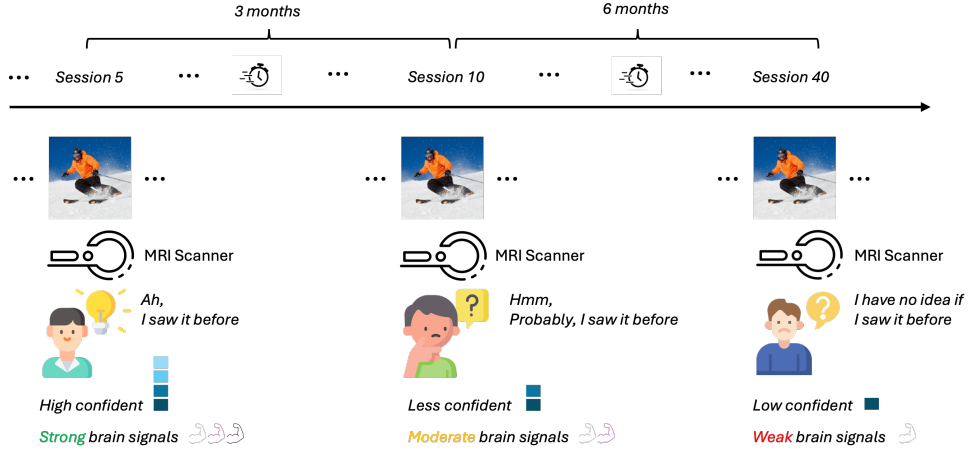 3 months
6 months
••• Session 5 ••• ••• Session 10 ••• ••• Session 40
••• ••• ••• ••• ••• •••
MRI Scanner
MRI Scanner
MRI Scanner
Ah,
I saw it before
Hmm,
Probably, I saw it before
I have no idea if
I saw it before
?
?
High confident
Less confident
Low confident
Strong brain signals
Moderate brain signals
Weak brain signals